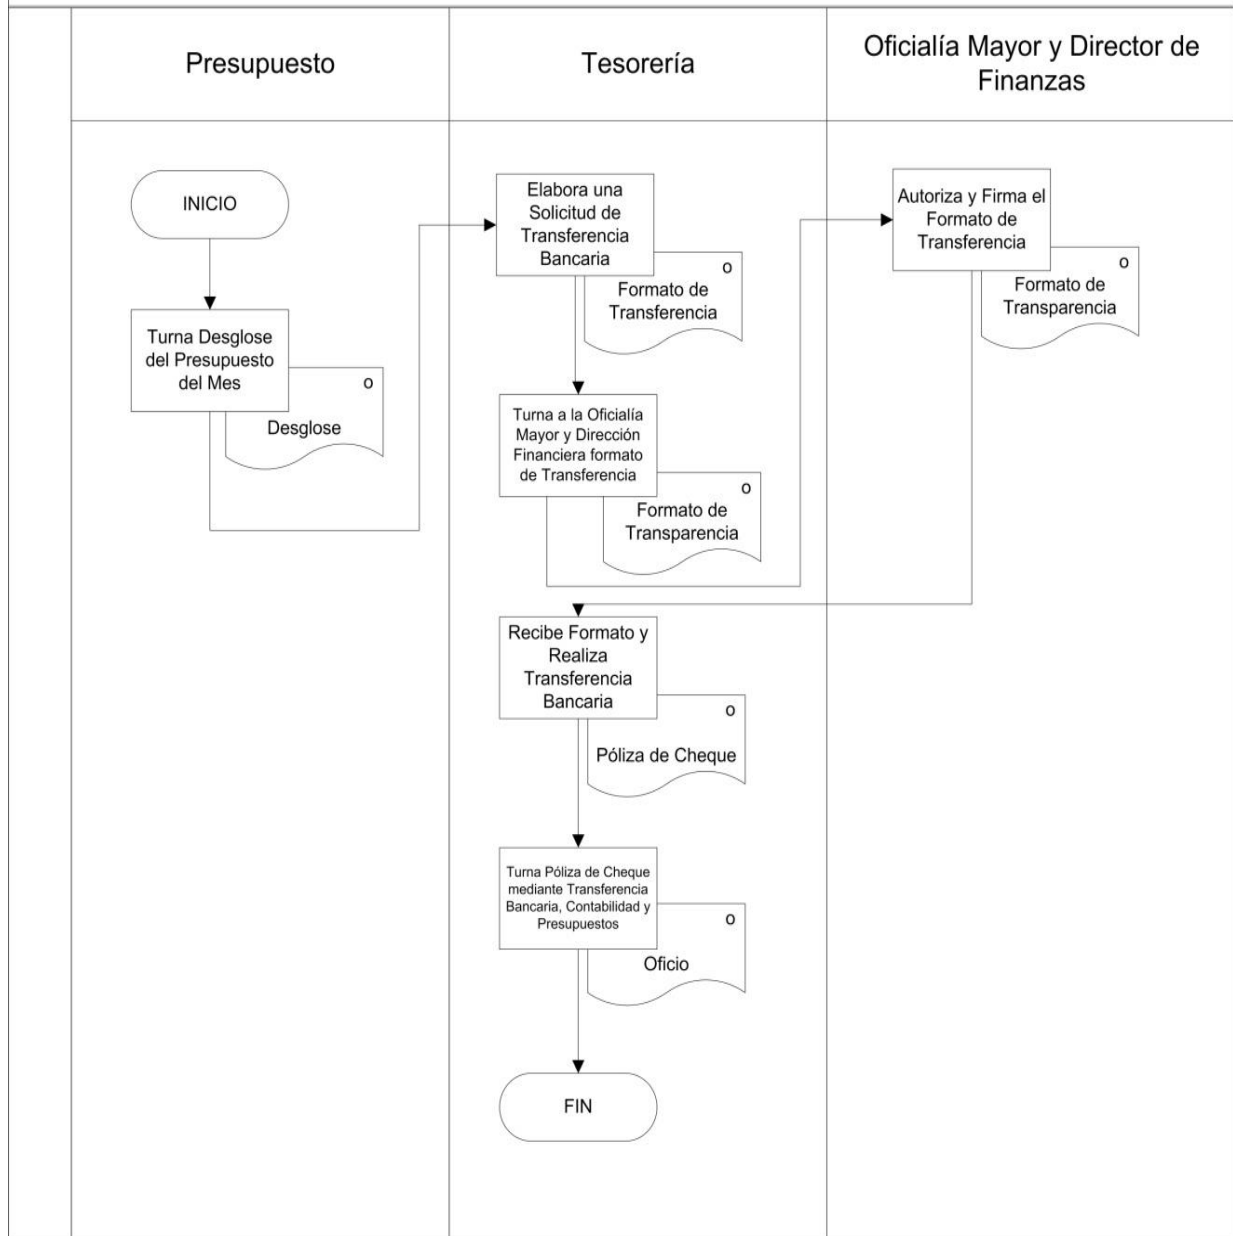 Presupuesto
Tesorería
Oficialía Mayor y Director de
Finanzas
INICIO
Turna Desglose
del Presupuesto
del Mes
o
Desglose
Elabora una
Solicitud de
Transferencia
Bancaria
o
Formato de
Transferencia
Turna a la Oficialía
Mayor y Dirección
Financiera formato
de Transferencia
o
Formato de
Transparencia
Autoriza y Firma el
Formato de
Transferencia
o
Formato de
Transparencia
Recibe Formato y
Realiza
Transferencia
Bancaria
o
Póliza de Cheque
Turna Póliza de Cheque
mediante Transferencia
Bancaria, Contabilidad y
Presupuestos
o
Oficio
FIN